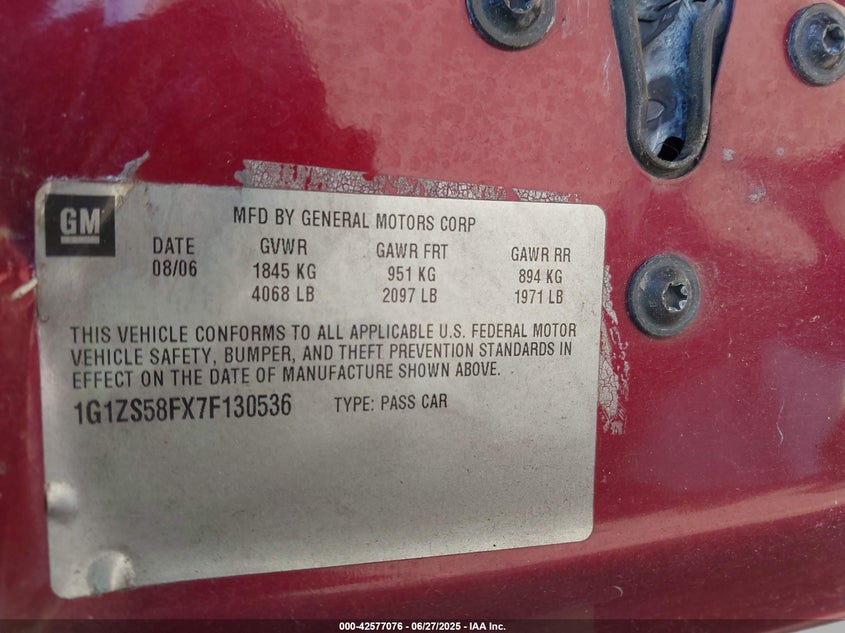 GM
MFD BY GENERAL MOTORS CORP
DATE GVWR GAWR FRT GAWR RR
08/06 1845 KG 951 KG 894 KG
4068 LB 2097 LB 1971 LB
THIS VEHICLE CONFORMS TO ALL APPLICABLE U.S. FEDERAL MOTOR
VEHICLE SAFETY, BUMPER, AND THEFT PREVENTION STANDARDS IN
EFFECT ON THE DATE OF MANUFACTURE SHOWN ABOVE.
1G1ZS58FX7F130536 TYPE: PASS CAR
000-42577076 - 06/27/2025 - IAA Inc.